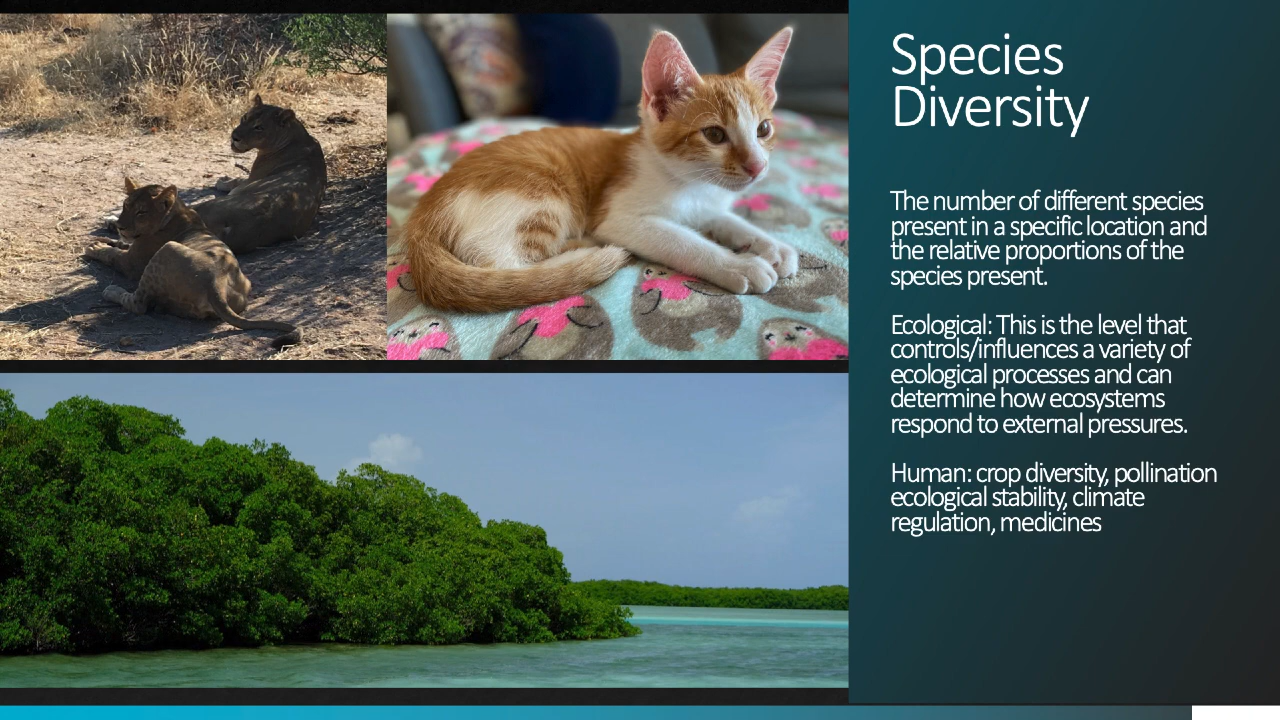 Species
Diversity
The number of different species
present in a specific location and
the relative proportions of the
species present.
Ecological: This is the level that
controls/influences a variety of
ecological processes and can
determine how ecosystems
respond to external pressures.
Human: crop diversity, pollination
ecological stability, climate
regulation, medicines